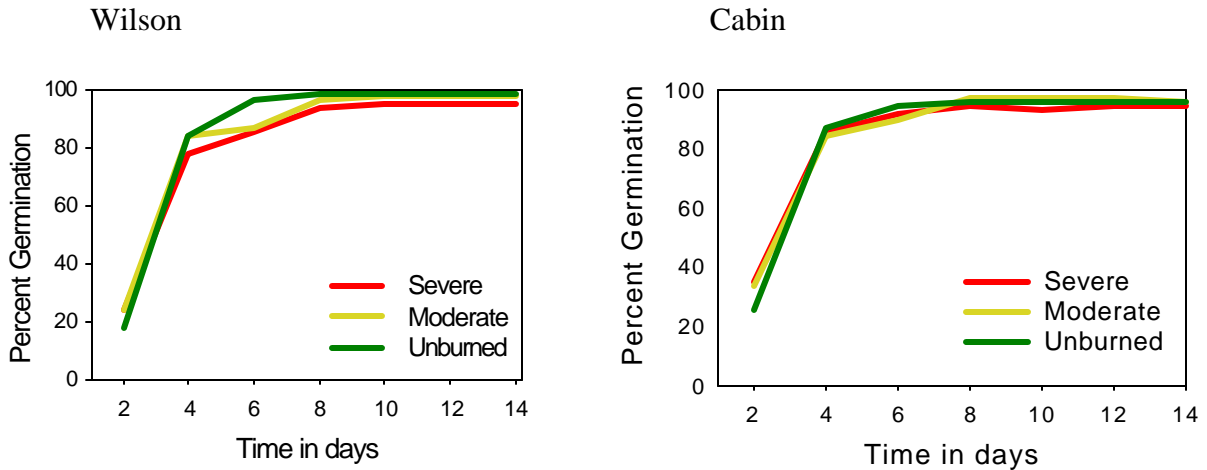 Wilson
Percent Germination
100
80
60
40
20
0
Severe
Moderate
Unburned
2 4 6 8 10 12 14
Time in days
Cabin
Percent Germination
100
80
60
40
20
0
Severe
Moderate
Unburned
2 4 6 8 10 12 14
Time in days